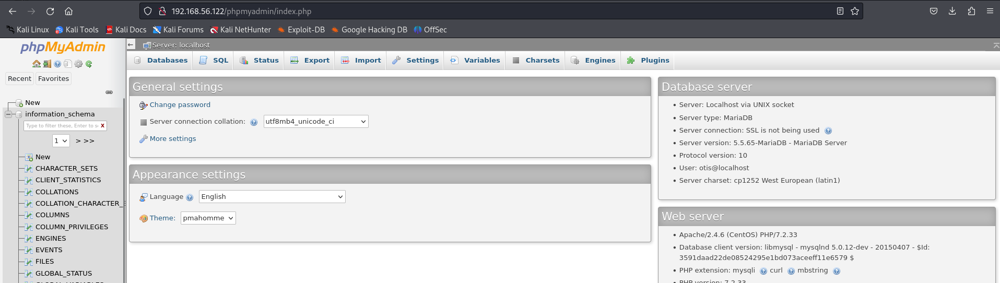 192.168.56.122/phpmyadmin/index.php
Kali Linux Kali Tools Kali Docs Kali Forums Kali NetHunter Exploit-DB Google Hacking DB OffSec
phpMyAdmin
Recent Favorites
New
information_schema
Type to filter these, Enter to s X
1 > >>
New
CHARACTER_SETS
CLIENT_STATISTICS
COLLATIONS
COLLATION_CHARACTER_
COLUMNS
COLUMN_PRIVILEGES
ENGINES
EVENTS
FILES
GLOBAL_STATUS
Server: localhost
Databases SQL Status Export Import Settings Variables Charsets Engines Plugins
General settings
Change password
Server connection collation: utf8mb4_unicode_ci
More settings
Appearance settings
Language English
Theme: pmahomme
Database server
• Server: Localhost via UNIX socket
• Server type: MariaDB
• Server connection: SSL is not being used
• Server version: 5.5.65-MariaDB - MariaDB Server
• Protocol version: 10
• User: otis@localhost
• Server charset: cp1252 West European (latin1)
Web server
• Apache/2.4.6 (CentOS) PHP/7.2.33
• Database client version: libmysql - mysqlnd 5.0.12-dev - 20150407 - $Id:
3591daad22de08524295e1bd073aceeff11e6579 $
• PHP extension: mysqli curl mbstring
• PHP version: 7.2.33